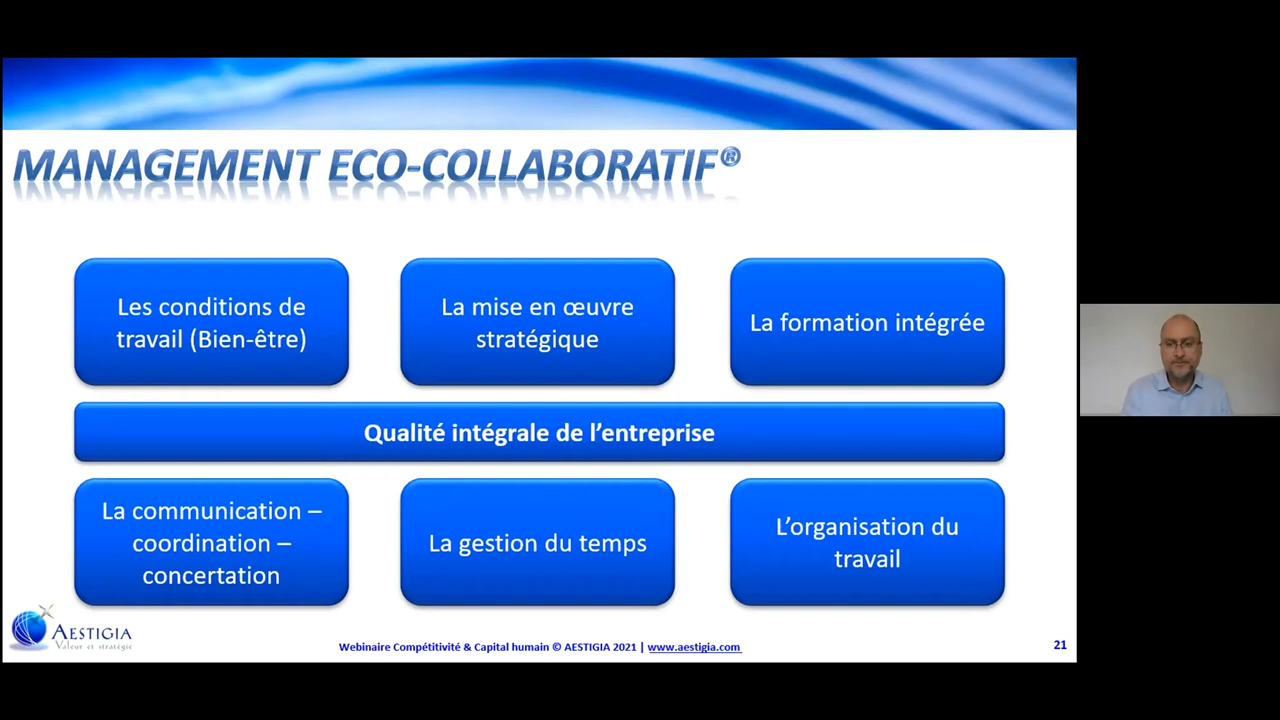 MANAGEMENT ECO-COLLABORATIF®
Les conditions de
travail (Bien-être)
La mise en œuvre
stratégique
La formation intégrée
Qualité intégrale de l’entreprise
La communication –
coordination –
concertation
La gestion du temps
L’organisation du
travail
AESTIGIA
Valeur et stratégie
Webinaire Compétitivité & Capital humain © AESTIGIA 2021 | www.aestigia.com
21